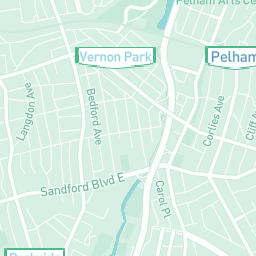 Pelham Arts Ce
Vernon Park
Pelham
Langdon Ave
Bedford Ave
Corlies Ave
Cliff A
Sandford Blvd E
Carol Pl